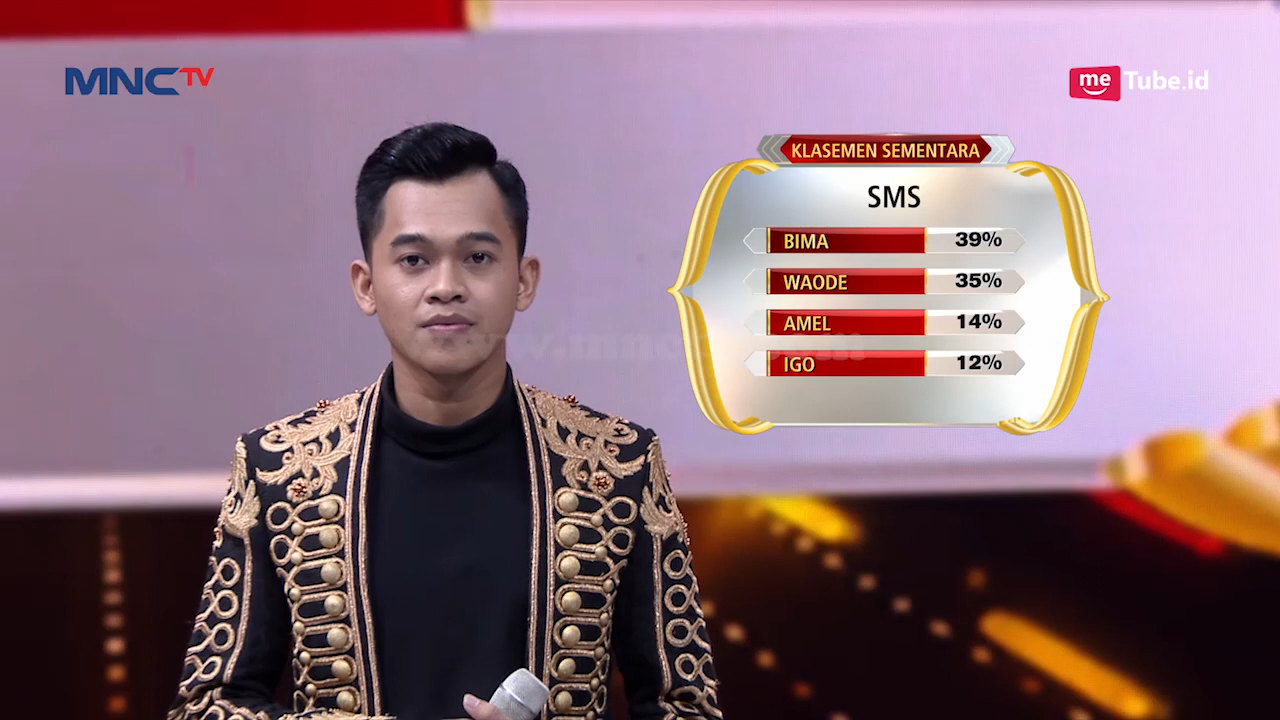 MNCTV
me Tube.id
KLASEMEN SEMENTARA
SMS
BIMA 39%
WAODE 35%
AMEL 14%
IGO 12%